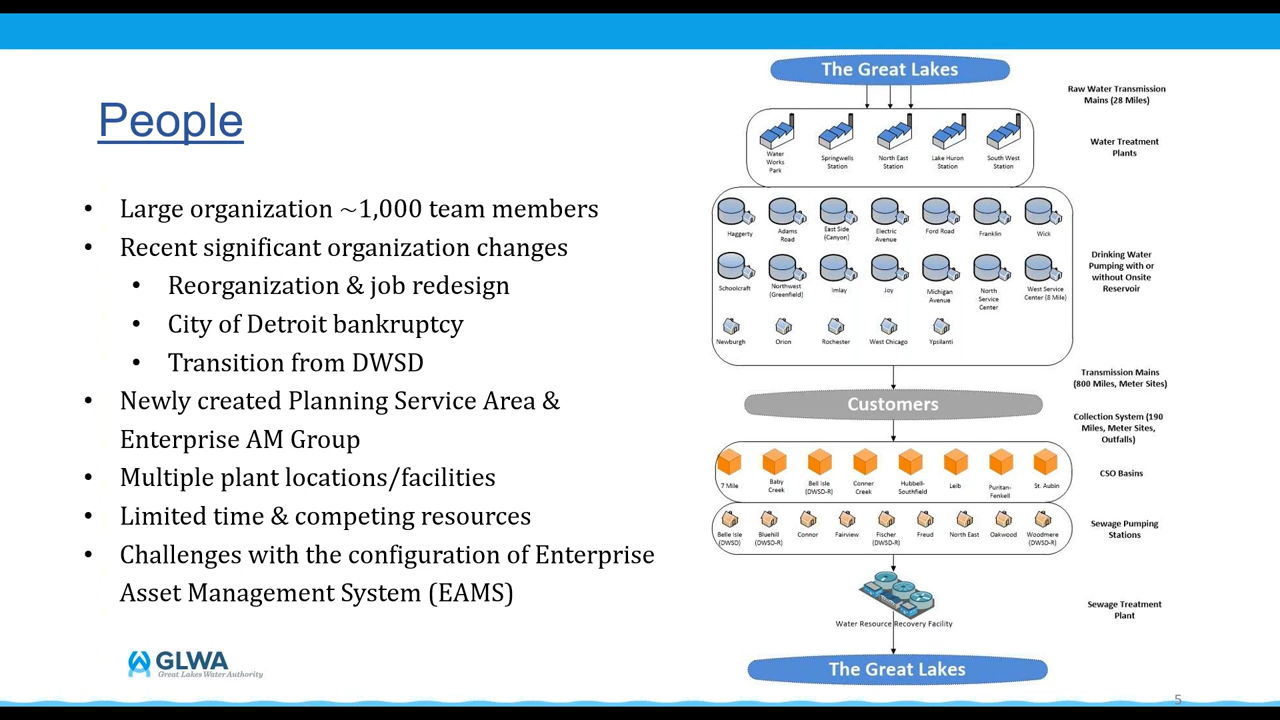 People
• Large organization ~1,000 team members
• Recent significant organization changes
• Reorganization & job redesign
• City of Detroit bankruptcy
• Transition from DWSD
• Newly created Planning Service Area &
Enterprise AM Group
• Multiple plant locations/facilities
• Limited time & competing resources
• Challenges with the configuration of Enterprise
Asset Management System (EAMS)
GLWA
Great Lakes Water Authority
The Great Lakes
Raw Water Transmission
Mains (28 Miles)
Water
Works
Park
Springwells
Station
North East
Station
Lake Huron
Station
South West
Station
Water Treatment
Plants
Haggerty
Adams
Road
East Side
(Canyon)
Electric
Avenue
Ford Road
Franklin
Wick
Schoolcraft
Northwest
(Greenfield)
Imlay
Joy
Michigan
Avenue
North
Service
Center
West Service
Center (8 Mile)
Newburgh
Orion
Rochester
West Chicago
Ypsilanti
Drinking Water
Pumping with or
without Onsite
Reservoir
Transmission Mains
(800 Miles, Meter Sites)
Customers
Collection System (190
Miles, Meter Sites,
Outfalls)
7 Mile
Baby
Creek
Bell Isle
(DWSD-R)
Conner
Creek
Hubbell-
Southfield
Leib
Puritan-
Fenkell
St. Aubin
CSO Basins
Belle Isle
(DWSD)
Bluehill
(DWSD-R)
Connor
Fairview
Fischer
(DWSD-R)
Freud
North East
Oakwood
Woodmere
(DWSD-R)
Sewage Pumping
Stations
Water Resource Recovery Facility
Sewage Treatment
Plant
The Great Lakes
5